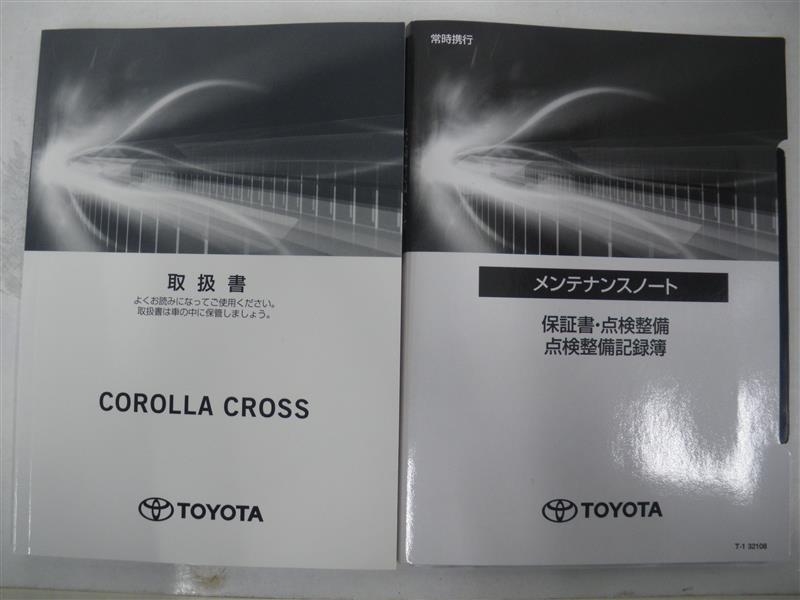 取扱書
よくお読みになってご使用ください。
取扱書は車の中に保管しましょう。
COROLLA CROSS
TOYOTA
常時携行
メンテナンスノート
保証書・点検整備
点検整備記録簿
TOYOTA
T-1 32108